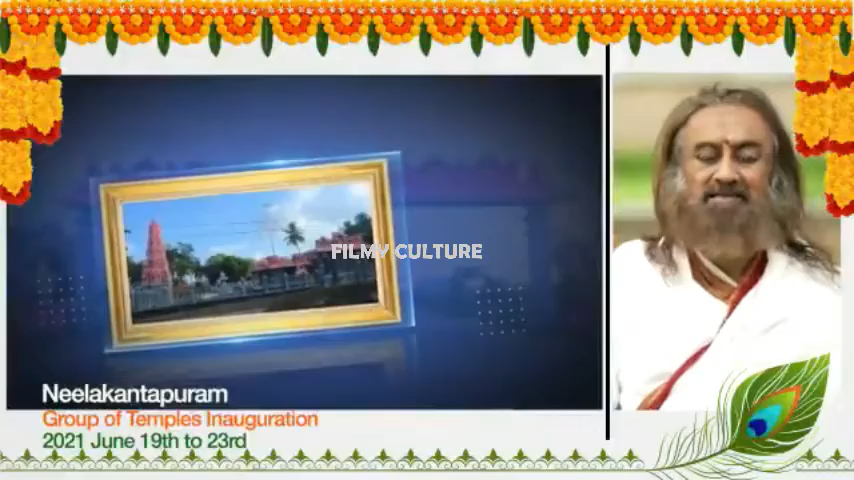 FILMY CULTURE
Neelakantapuram
Group of Temples Inauguration
2021 June 19th to 23rd